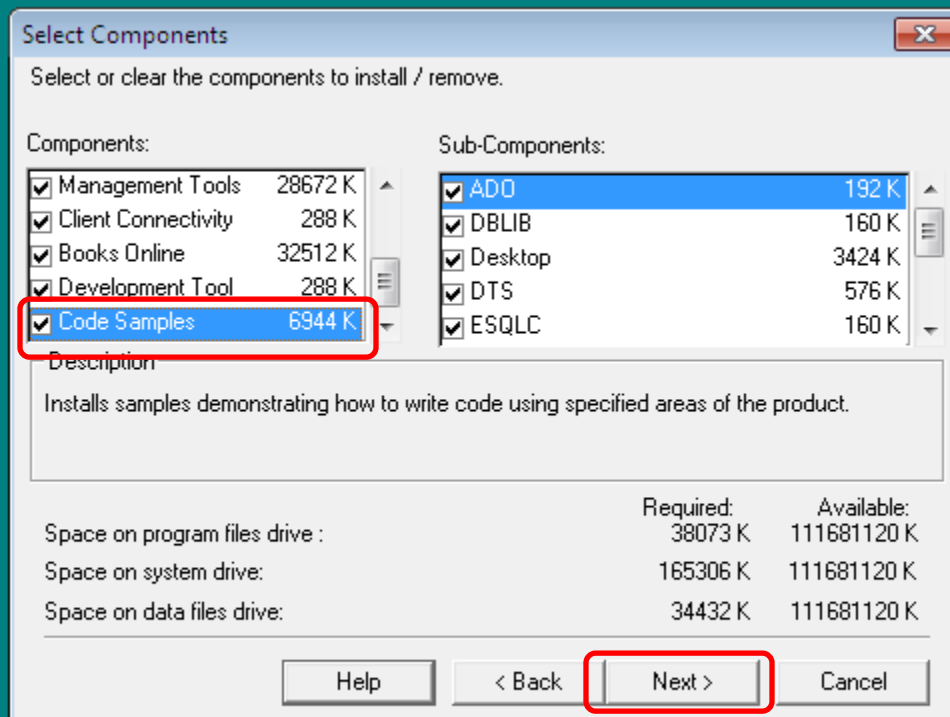 Select Components
Select or clear the components to install / remove.
Components:
Management Tools 28672 K
Client Connectivity 288 K
Books Online 32512 K
Development Tool 288 K
Code Samples 6944 K
Sub-Components:
ADO 192 K
DBLIB 160 K
Desktop 3424 K
DTS 576 K
ESQLC 160 K
Description
Installs samples demonstrating how to write code using specified areas of the product.
Required: Available:
Space on program files drive : 38073 K 111681120 K
Space on system drive: 165306 K 111681120 K
Space on data files drive: 34432 K 111681120 K
Help < Back Next > Cancel